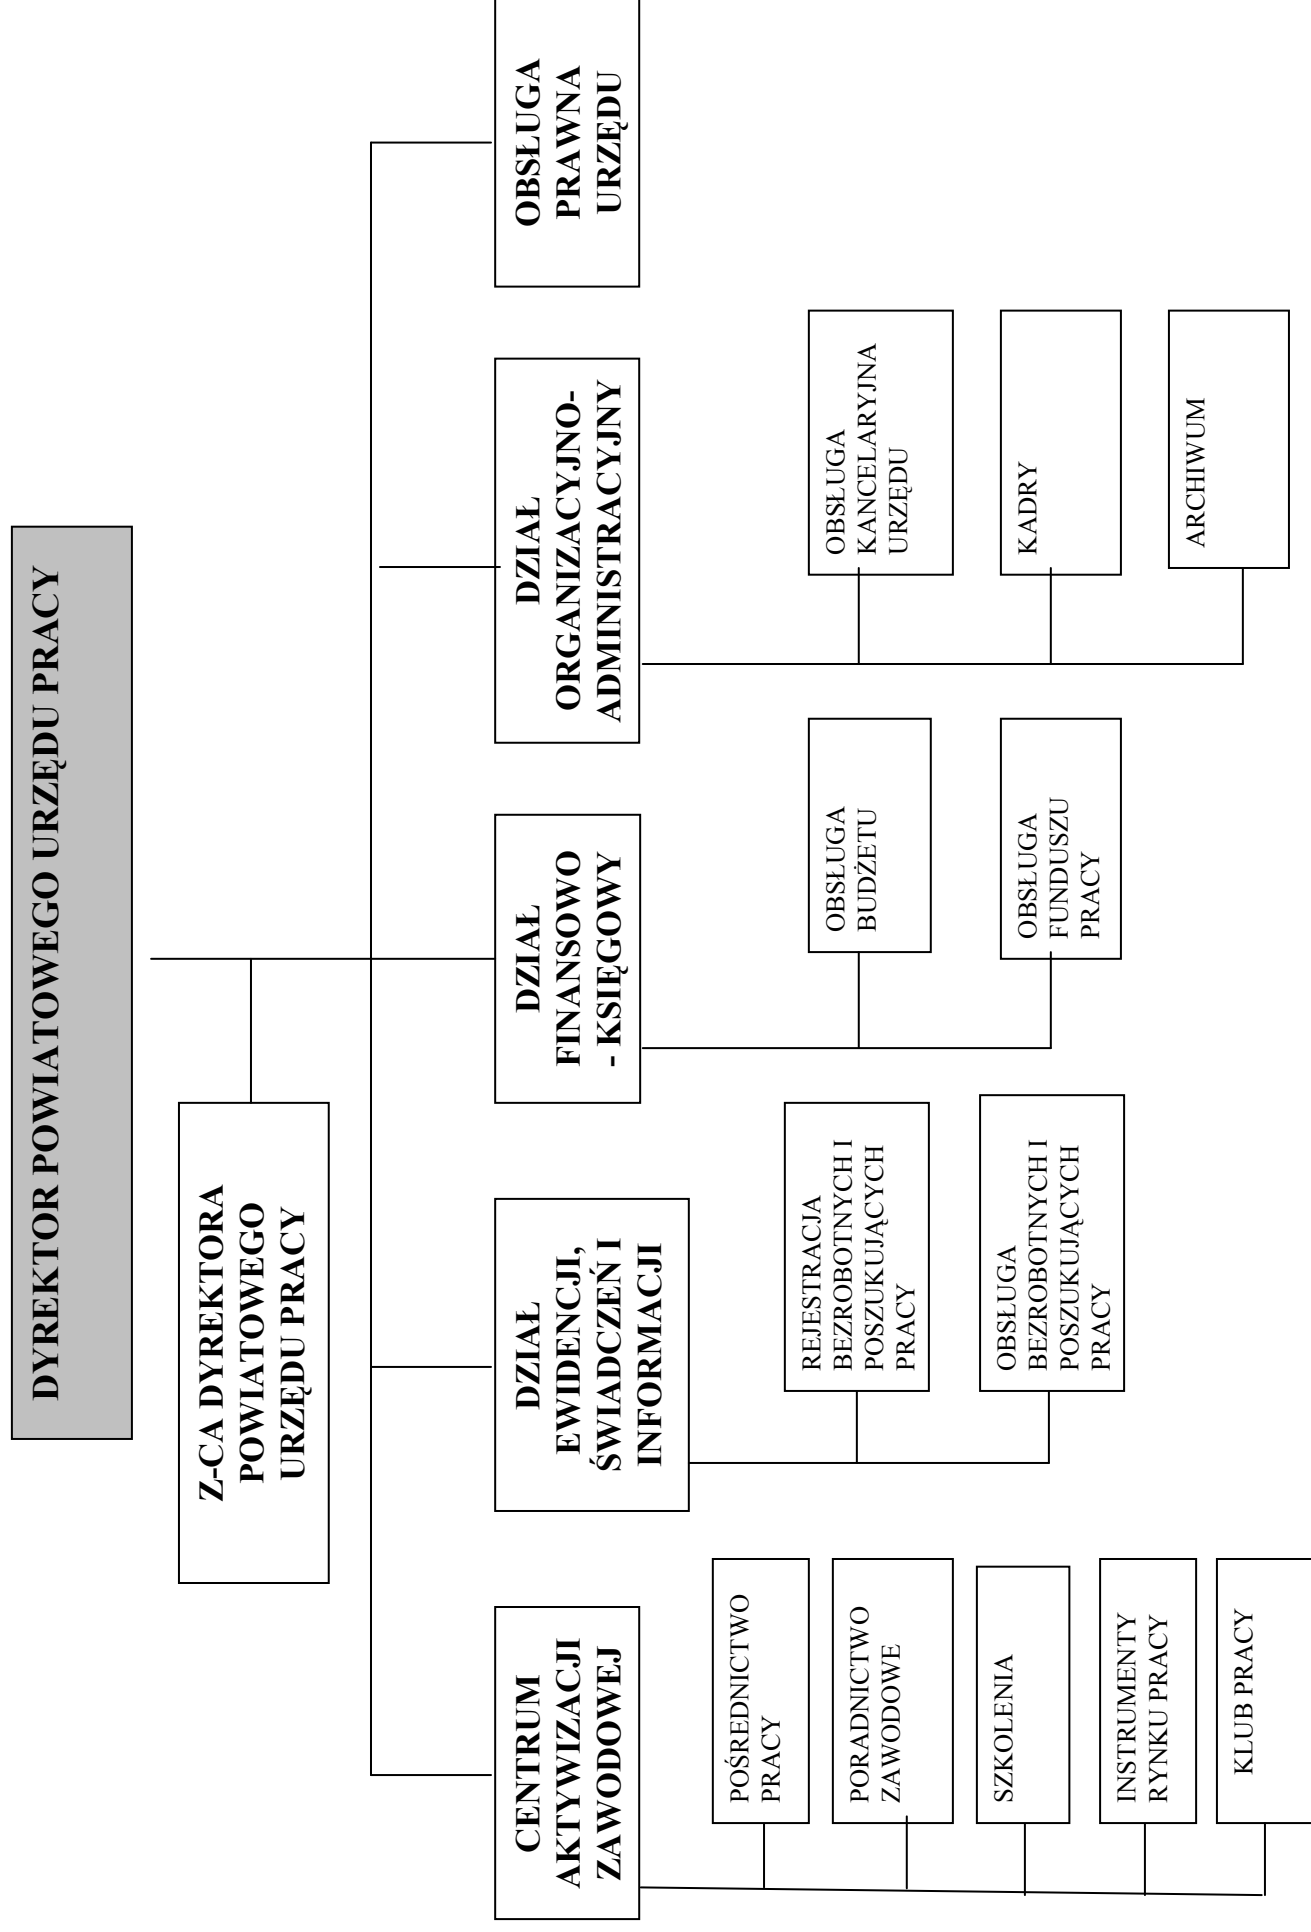 DYREKTOR POWIATOWEGO URZĘDU PRACY
Z-CA DYREKTORA
POWIATOWEGO
URZĘDU PRACY
CENTRUM
AKTYWIZACJI
ZAWODOWEJ
DZIAŁ
EWIDENCJI,
ŚWIADCZEŃ I
INFORMACJI
DZIAŁ
FINANSOWO
- KSIĘGOWY
DZIAŁ
ORGANIZACYJNO-
ADMINISTRACYJNY
OBSŁUGA
PRAWNA
URZĘDU
POŚREDNICTWO
PRACY
PORADNICTWO
ZAWODOWE
SZKOLENIA
INSTRUMENTY
RYNKU PRACY
KLUB PRACY
REJESTRACJA
BEZROBOTNYCH I
POSZUKUJĄCYCH
PRACY
OBSŁUGA
BEZROBOTNYCH I
POSZUKUJĄCYCH
PRACY
OBSŁUGA
BUDŻETU
OBSŁUGA
FUNDUSZU
PRACY
OBSŁUGA
KANCELARYJNA
URZĘDU
KADRY
ARCHIWUM